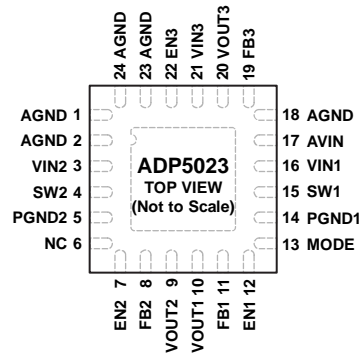 24 AGND
23 AGND
22 EN3
21 VIN3
20 VOUT3
19 FB3
AGND 1
AGND 2
VIN2 3
SW2 4
PGND2 5
NC 6
ADP5023
TOP VIEW
(Not to Scale)
18 AGND
17 AVIN
16 VIN1
15 SW1
14 PGND1
13 MODE
EN2 7
FB2 8
VOUT2 9
VOUT1 10
FB1 11
EN1 12